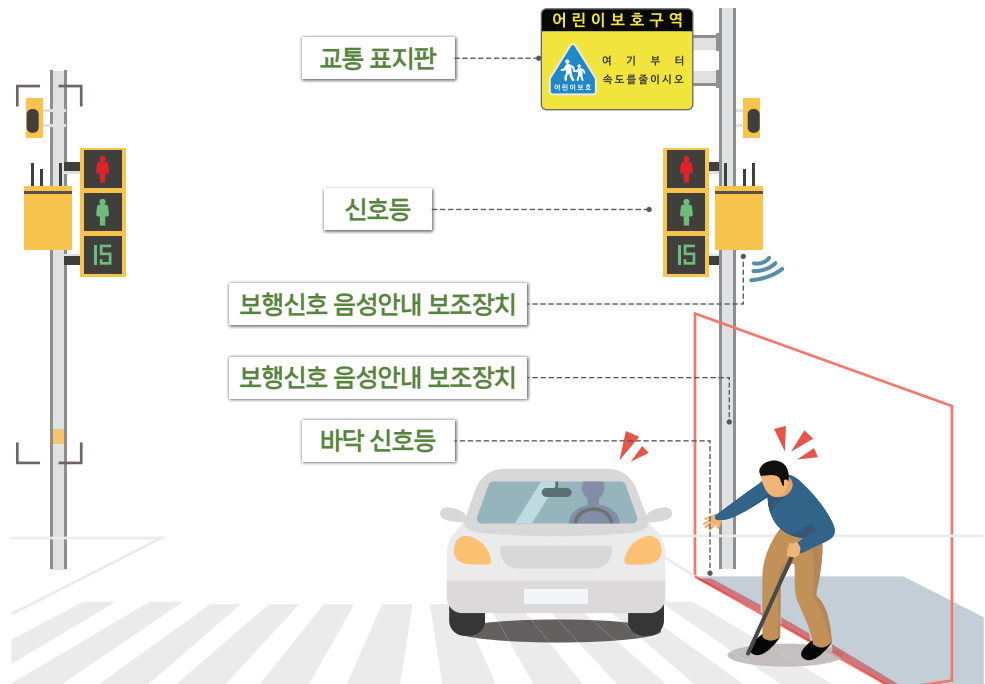 어린이보호구역
교통 표지판
여기부터
속도를줄이시오
어린이보호
신호등
15
15
보행신호 음성안내 보조장치
보행신호 음성안내 보조장치
바닥 신호등